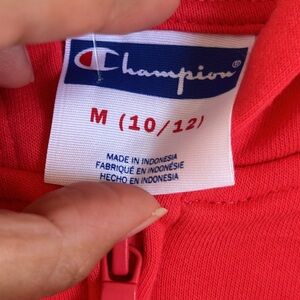 Champion
M (10/12)
MADE IN INDONESIA
FABRIQUÉ EN INDONÉSIE
HECHO EN INDONESIA